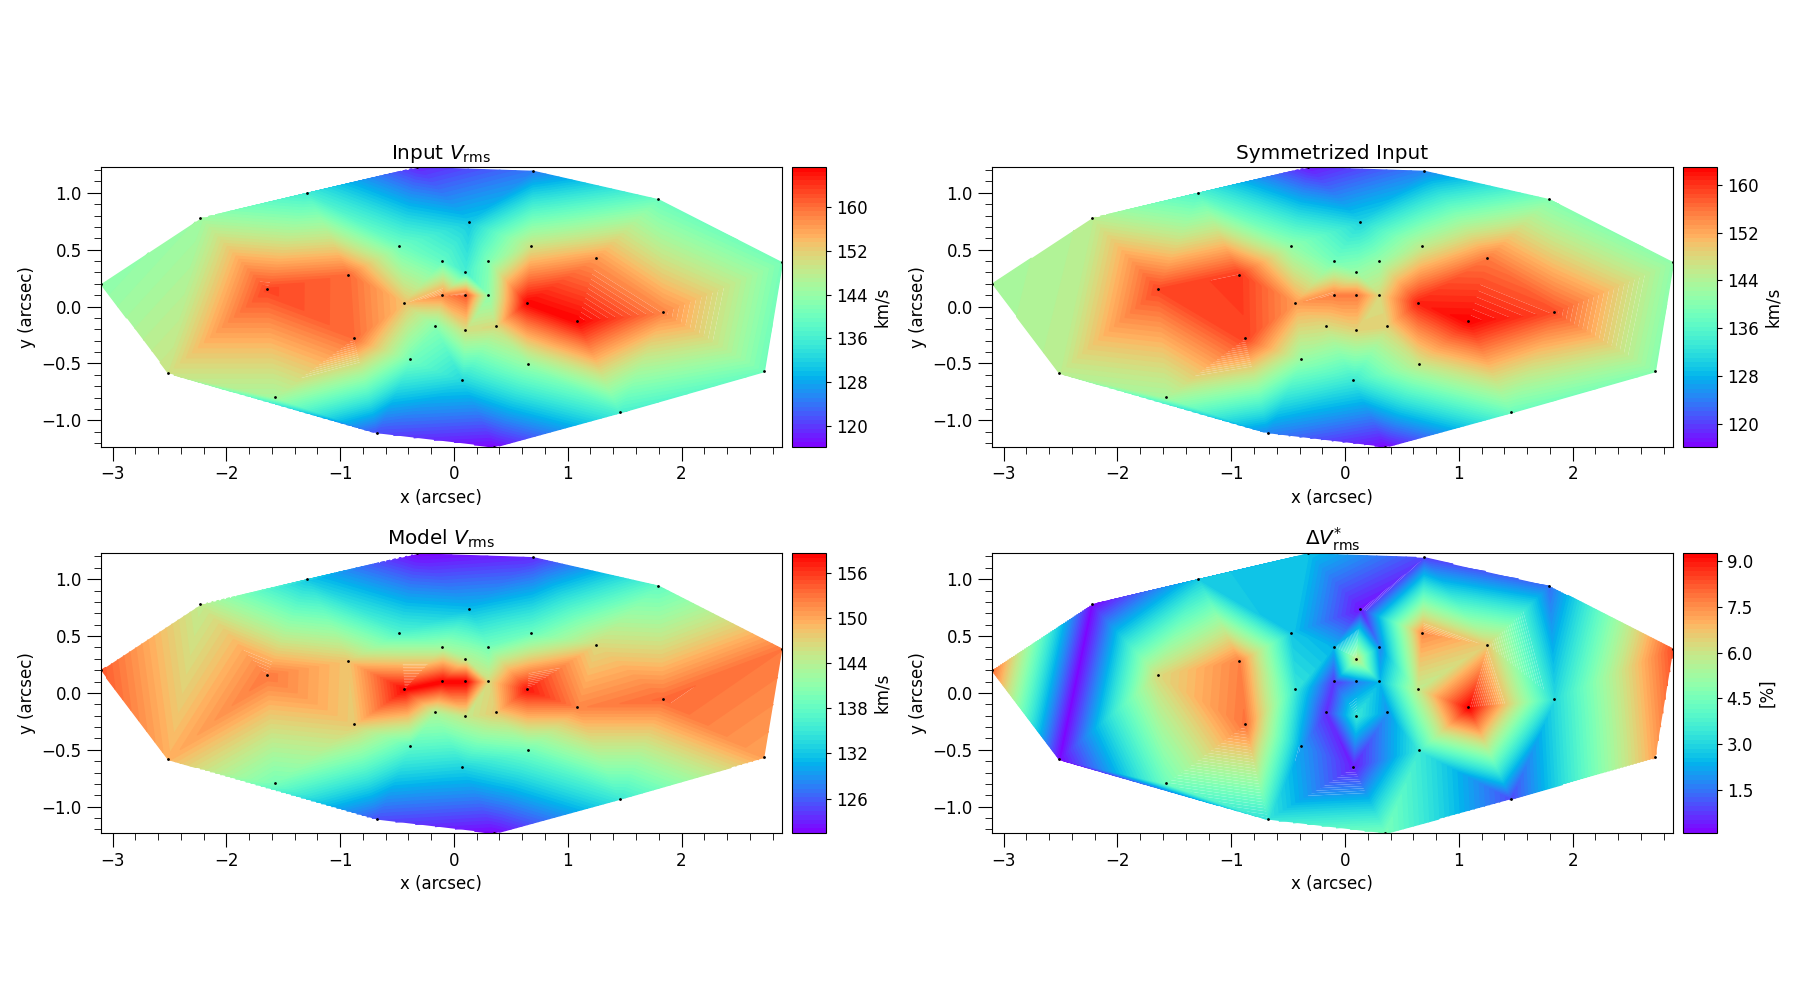 Input V_rms
1.0
0.5
0.0
−0.5
−1.0
y (arcsec)
−3 −2 −1 0 1 2
x (arcsec)
160
152
144
136
128
120
km/s
Symmetrized Input
1.0
0.5
0.0
−0.5
−1.0
y (arcsec)
−3 −2 −1 0 1 2
x (arcsec)
160
152
144
136
128
120
km/s
Model V_rms
1.0
0.5
0.0
−0.5
−1.0
y (arcsec)
−3 −2 −1 0 1 2
x (arcsec)
156
150
144
138
132
126
km/s
ΔV*_rms
1.0
0.5
0.0
−0.5
−1.0
y (arcsec)
−3 −2 −1 0 1 2
x (arcsec)
9.0
7.5
6.0
4.5
3.0
1.5
[%]